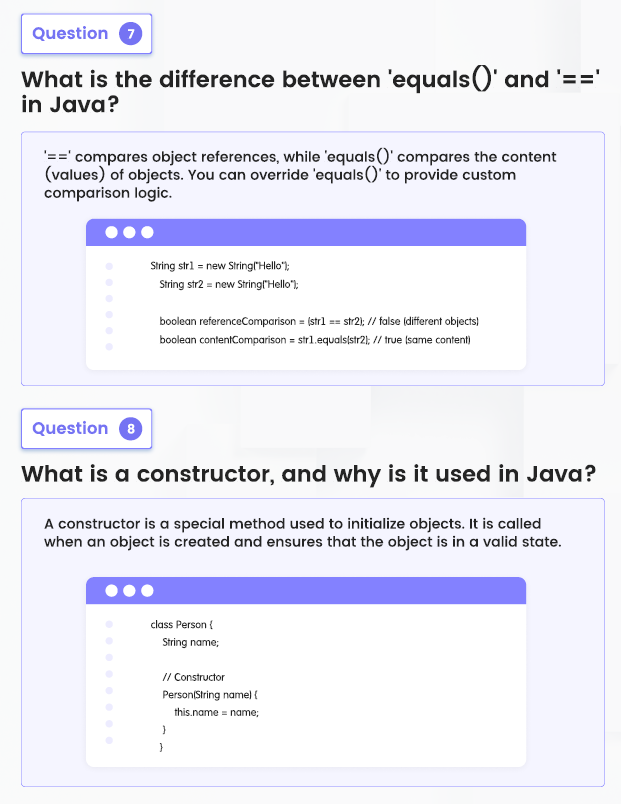 Question 7
What is the difference between 'equals()' and '=='
in Java?
'==' compares object references, while 'equals()' compares the content
(values) of objects. You can override 'equals()' to provide custom
comparison logic.
String str1 = new String("Hello");
String str2 = new String("Hello");
boolean referenceComparison = (str1 == str2); // false (different objects)
boolean contentComparison = str1.equals(str2); // true (same content)
Question 8
What is a constructor, and why is it used in Java?
A constructor is a special method used to initialize objects. It is called
when an object is created and ensures that the object is in a valid state.
class Person {
String name;
// Constructor
Person(String name) {
this.name = name;
}
}